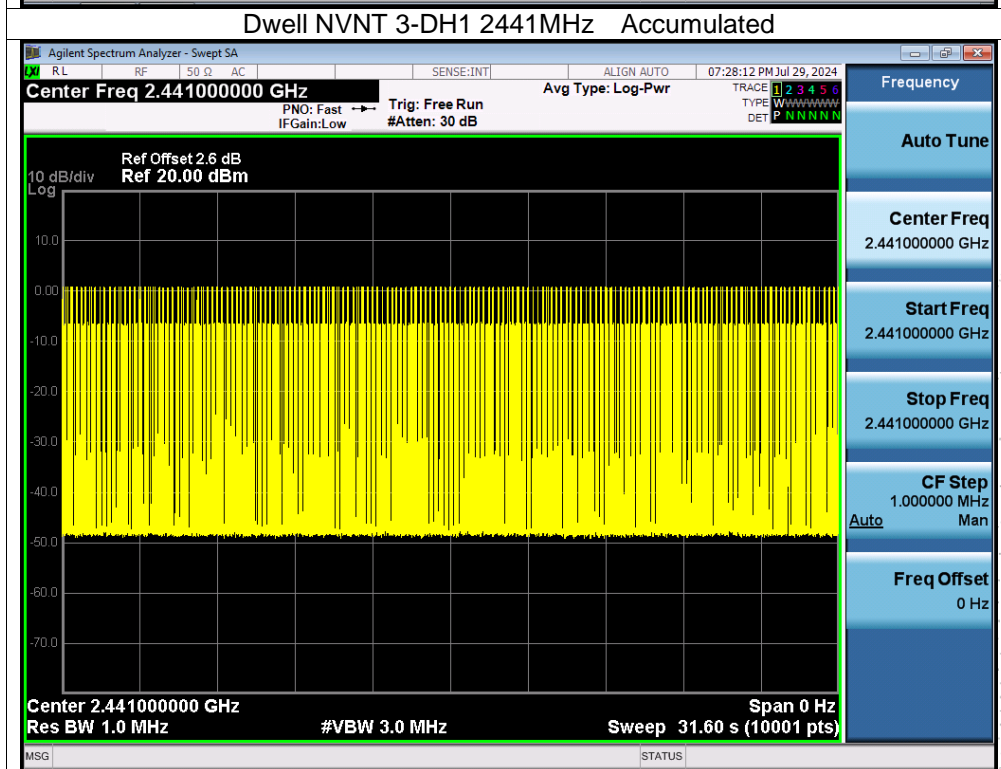 Dwell NVNT 3-DH1 2441MHz Accumulated
Agilent Spectrum Analyzer - Swept SA
LXI RL RF 50 Ω AC SENSE:INT ALIGN AUTO 07:28:12 PM Jul 29, 2024
Center Freq 2.441000000 GHz Avg Type: Log-Pwr TRACE 1 2 3 4 5 6
PNO: Fast Trig: Free Run TYPE WWWWWWW
IFGain:Low #Atten: 30 dB DET P N N N N N
Ref Offset 2.6 dB
10 dB/div Ref 20.00 dBm
Log
10.0
0.00
-10.0
-20.0
-30.0
-40.0
-50.0
-60.0
-70.0
Center 2.441000000 GHz Span 0 Hz
Res BW 1.0 MHz #VBW 3.0 MHz Sweep 31.60 s (10001 pts)
MSG STATUS
Frequency
Auto Tune
Center Freq
2.441000000 GHz
Start Freq
2.441000000 GHz
Stop Freq
2.441000000 GHz
CF Step
1.000000 MHz
Auto Man
Freq Offset
0 Hz